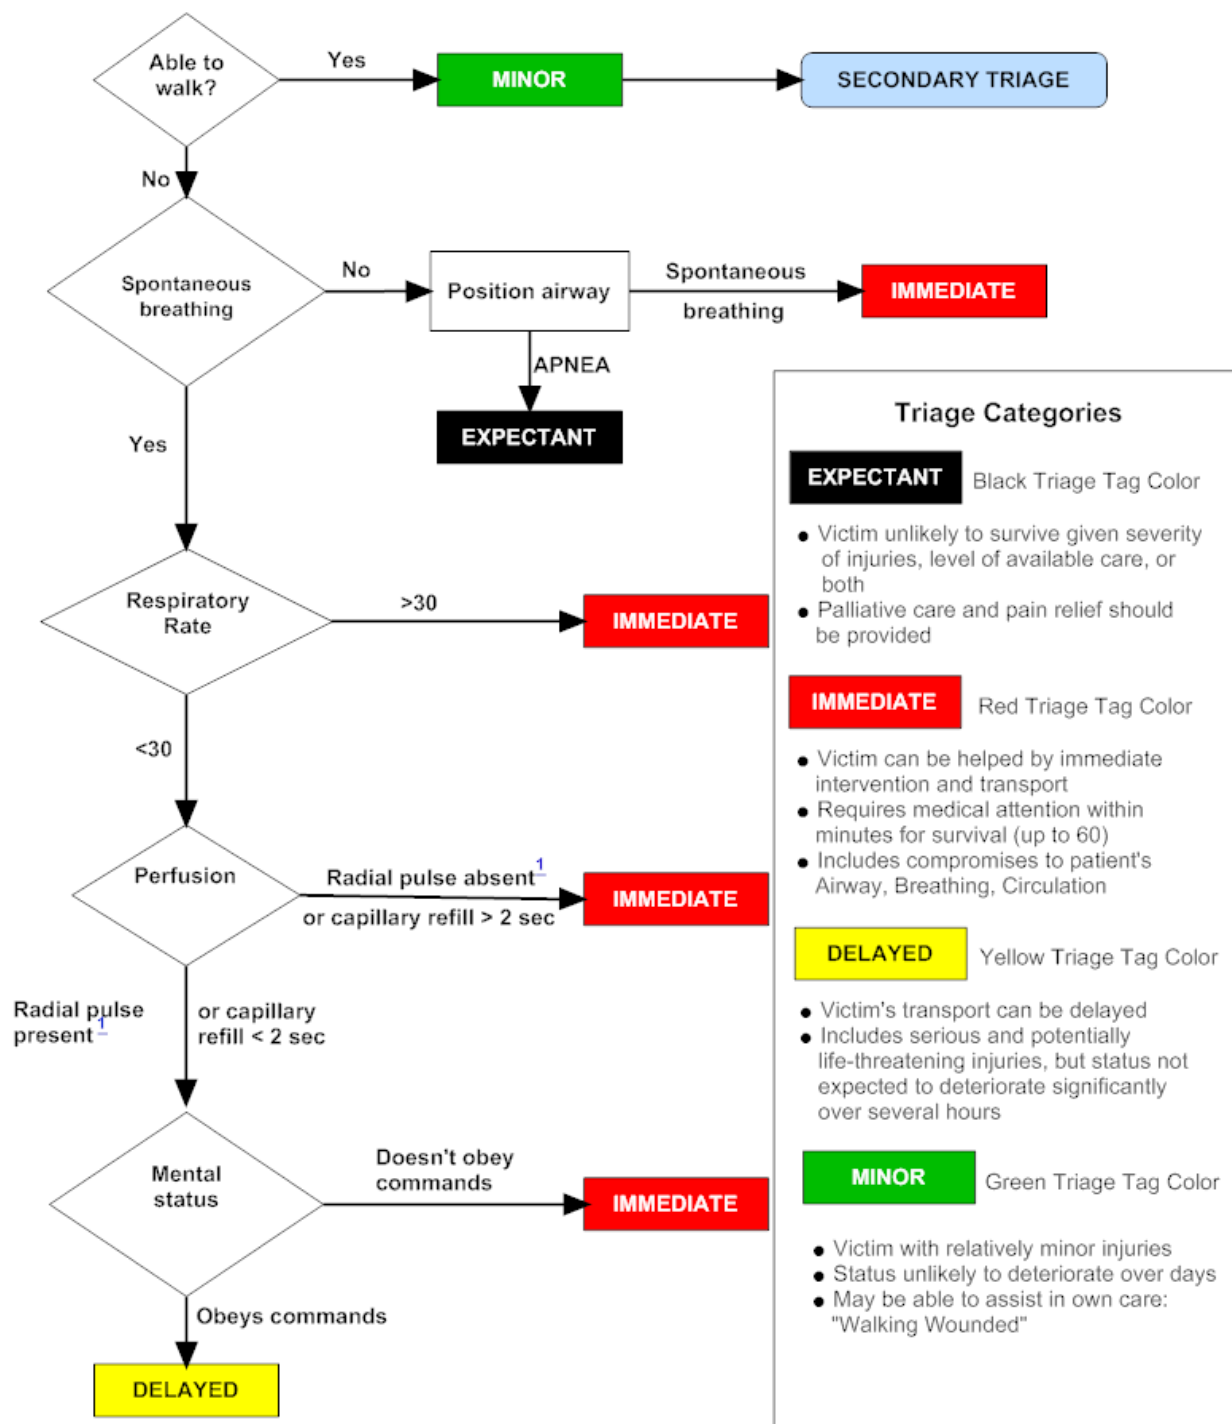 Able to
walk?
Yes
MINOR
SECONDARY TRIAGE
No
Spontaneous
breathing
No
Position airway
Spontaneous
breathing
IMMEDIATE
APNEA
EXPECTANT
Yes
Respiratory
Rate
>30
IMMEDIATE
<30
Perfusion
Radial pulse absent 1
or capillary refill > 2 sec
IMMEDIATE
Radial pulse
present 1
or capillary
refill < 2 sec
Mental
status
Doesn't obey
commands
IMMEDIATE
Obeys commands
DELAYED
Triage Categories
EXPECTANT Black Triage Tag Color
● Victim unlikely to survive given severity
of injuries, level of available care, or
both
● Palliative care and pain relief should
be provided
IMMEDIATE Red Triage Tag Color
● Victim can be helped by immediate
intervention and transport
● Requires medical attention within
minutes for survival (up to 60)
● Includes compromises to patient's
Airway, Breathing, Circulation
DELAYED Yellow Triage Tag Color
● Victim's transport can be delayed
● Includes serious and potentially
life-threatening injuries, but status not
expected to deteriorate significantly
over several hours
MINOR Green Triage Tag Color
● Victim with relatively minor injuries
● Status unlikely to deteriorate over days
● May be able to assist in own care:
"Walking Wounded"